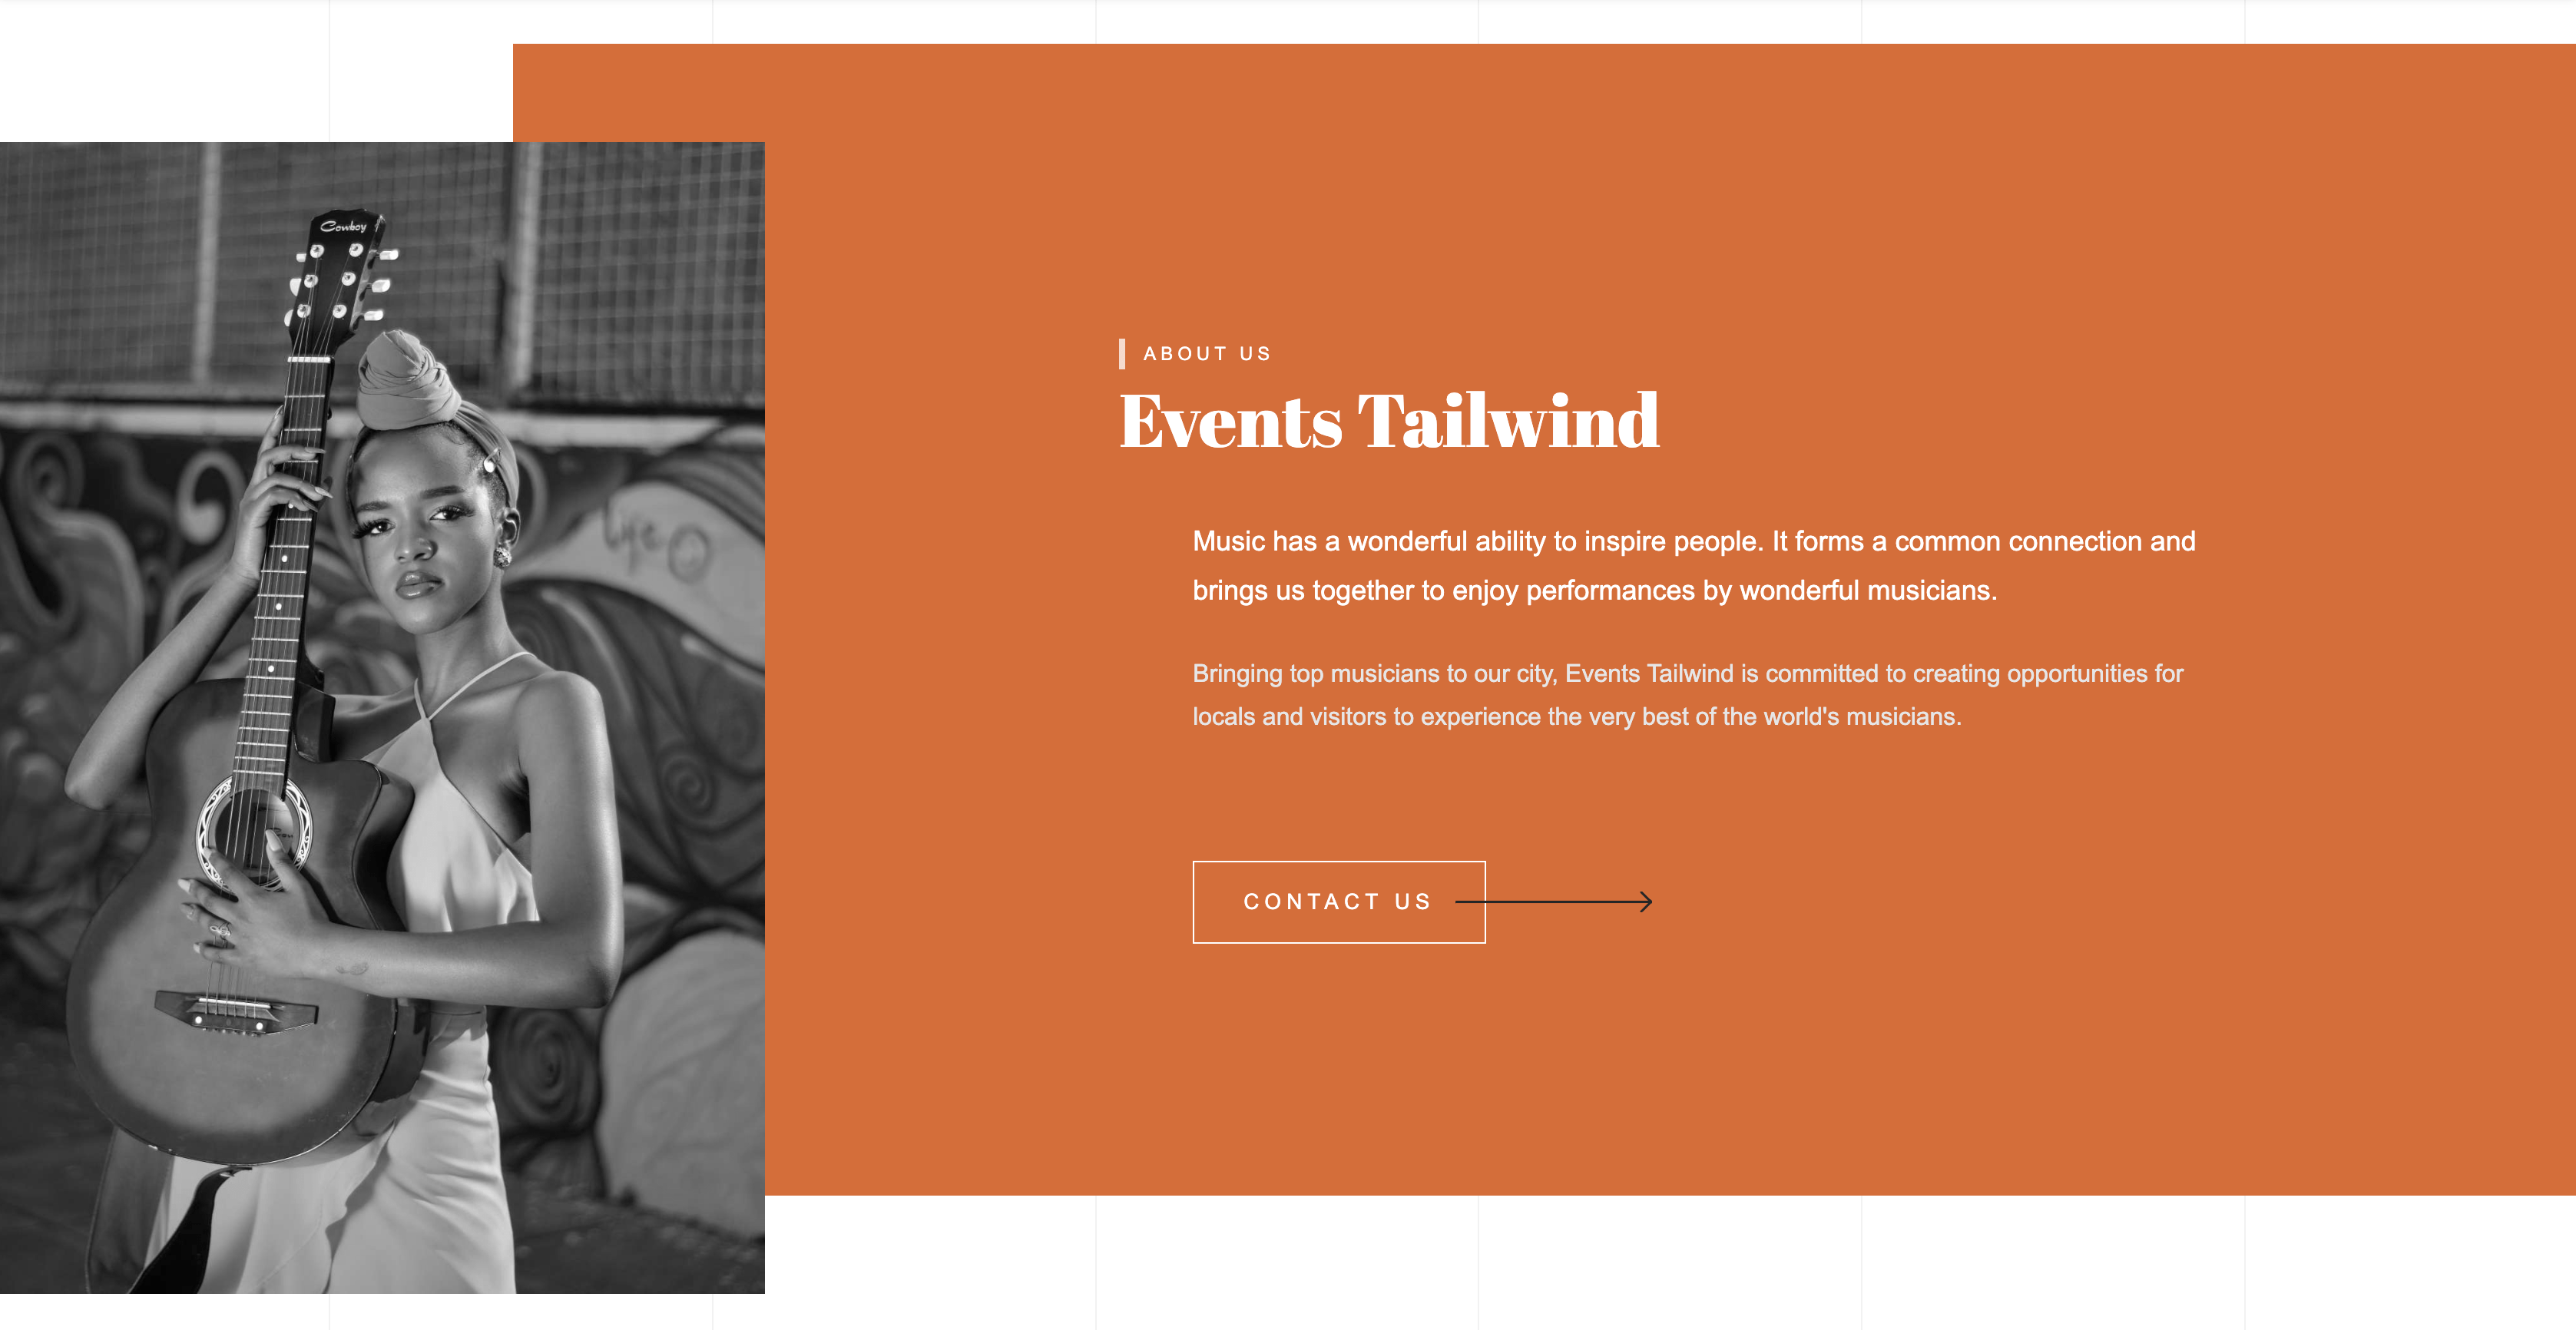 Cowboy
ABOUT US
Events Tailwind
Music has a wonderful ability to inspire people. It forms a common connection and
brings us together to enjoy performances by wonderful musicians.
Bringing top musicians to our city, Events Tailwind is committed to creating opportunities for
locals and visitors to experience the very best of the world's musicians.
CONTACT US